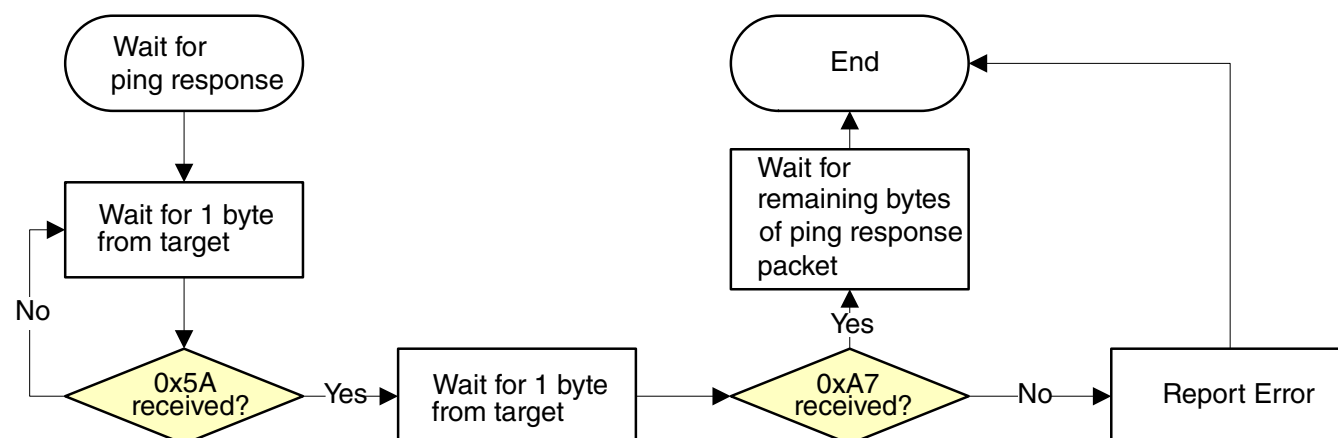 Wait for
ping response
End
Wait for 1 byte
from target
Wait for
remaining bytes
of ping response
packet
No
Yes
0x5A
received?
Yes
Wait for 1 byte
from target
0xA7
received?
No
Report Error